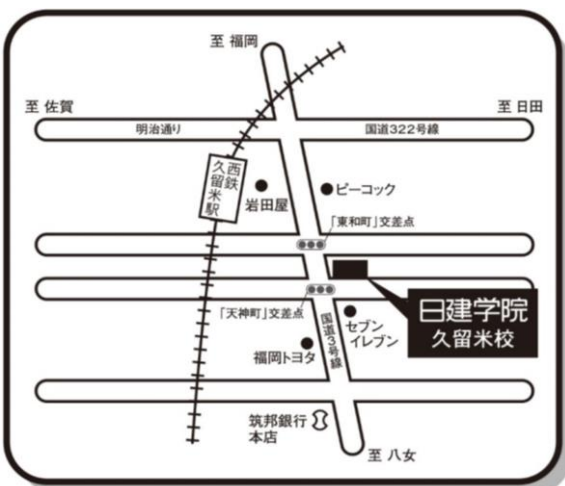 至 福岡
至 佐賀
至 日田
明治通り
国道322号線
西鉄
久留米駅
岩田屋
ピーコック
「東和町」交差点
日建学院
久留米校
「天神町」交差点
国道3号線
セブン
イレブン
福岡トヨタ
筑邦銀行
本店
至 八女